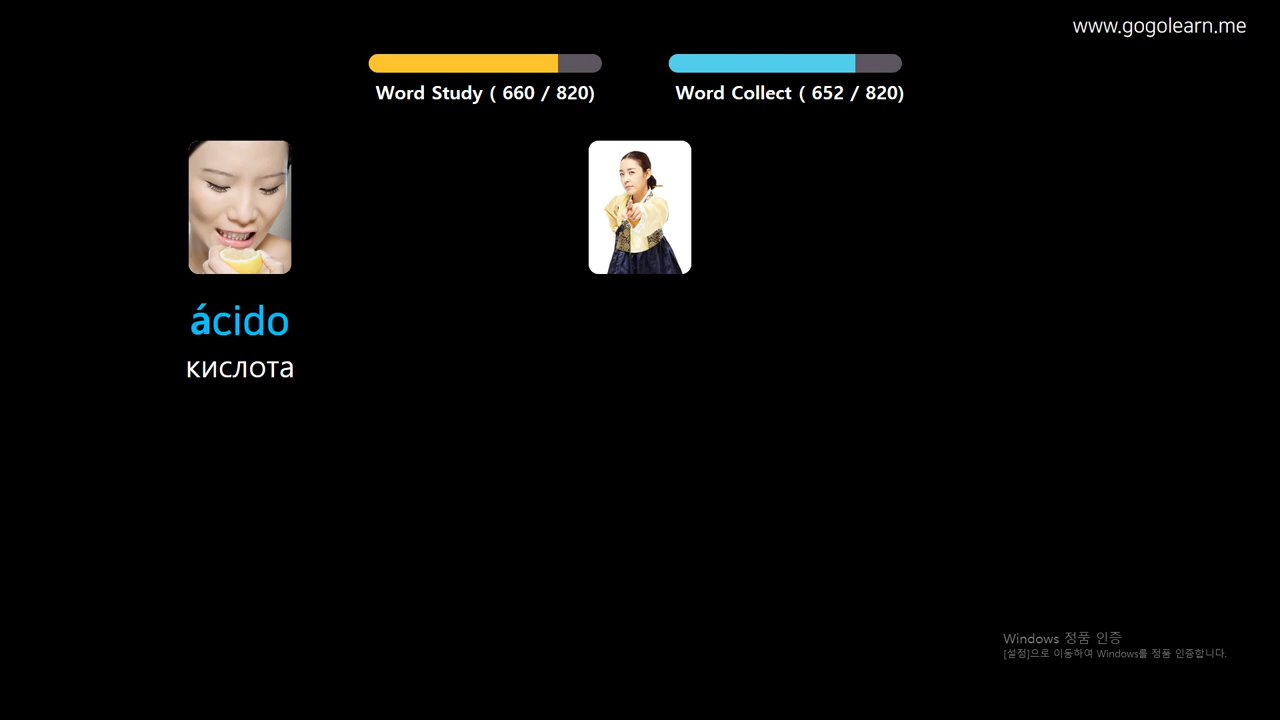 www.gogolearn.me
Word Study ( 660 / 820)
Word Collect ( 652 / 820)
ácido
кислота
Windows 정품 인증
[설정]으로 이동하여 Windows를 정품 인증합니다.